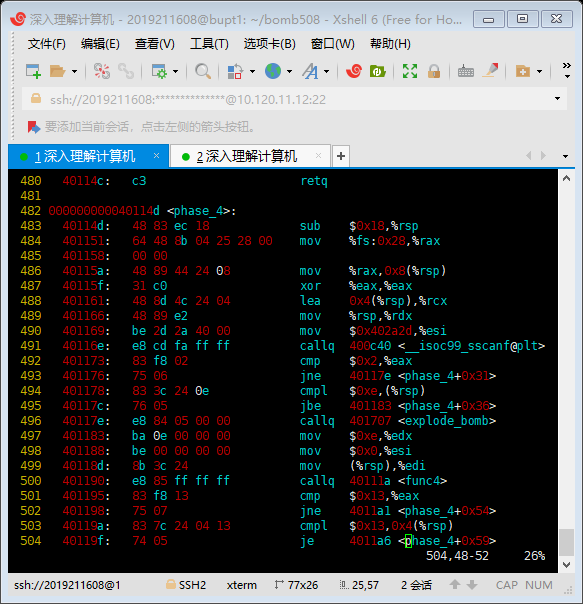 深入理解计算机 - 2019211608@bupt1: ~/bomb508 - Xshell 6 (Free for Ho...
文件(F) 编辑(E) 查看(V) 工具(T) 选项卡(B) 窗口(W) 帮助(H)
ssh://2019211608:**************@10.120.11.12:22
要添加当前会话，点击左侧的箭头按钮。
1 深入理解计算机 × 2 深入理解计算机 × +
480 40114c: c3 retq
481
482 000000000040114d <phase_4>:
483 40114d: 48 83 ec 18 sub $0x18,%rsp
484 401151: 64 48 8b 04 25 28 00 mov %fs:0x28,%rax
485 401158: 00 00
486 40115a: 48 89 44 24 08 mov %rax,0x8(%rsp)
487 40115f: 31 c0 xor %eax,%eax
488 401161: 48 8d 4c 24 04 lea 0x4(%rsp),%rcx
489 401166: 48 89 e2 mov %rsp,%rdx
490 401169: be 2d 2a 40 00 mov $0x402a2d,%esi
491 40116e: e8 cd fa ff ff callq 400c40 <__isoc99_sscanf@plt>
492 401173: 83 f8 02 cmp $0x2,%eax
493 401176: 75 06 jne 40117e <phase_4+0x31>
494 401178: 83 3c 24 0e cmpl $0xe,(%rsp)
495 40117c: 76 05 jbe 401183 <phase_4+0x36>
496 40117e: e8 84 05 00 00 callq 401707 <explode_bomb>
497 401183: ba 0e 00 00 00 mov $0xe,%edx
498 401188: be 00 00 00 00 mov $0x0,%esi
499 40118d: 8b 3c 24 mov (%rsp),%edi
500 401190: e8 85 ff ff ff callq 40111a <func4>
501 401195: 83 f8 13 cmp $0x13,%eax
502 401198: 75 07 jne 4011a1 <phase_4+0x54>
503 40119a: 83 7c 24 04 13 cmpl $0x13,0x4(%rsp)
504 40119f: 74 05 je 4011a6 <phase_4+0x59>
504,48-52 26%
ssh://2019211608@1 SSH2 xterm 77x26 25,57 2 会话 CAP NUM